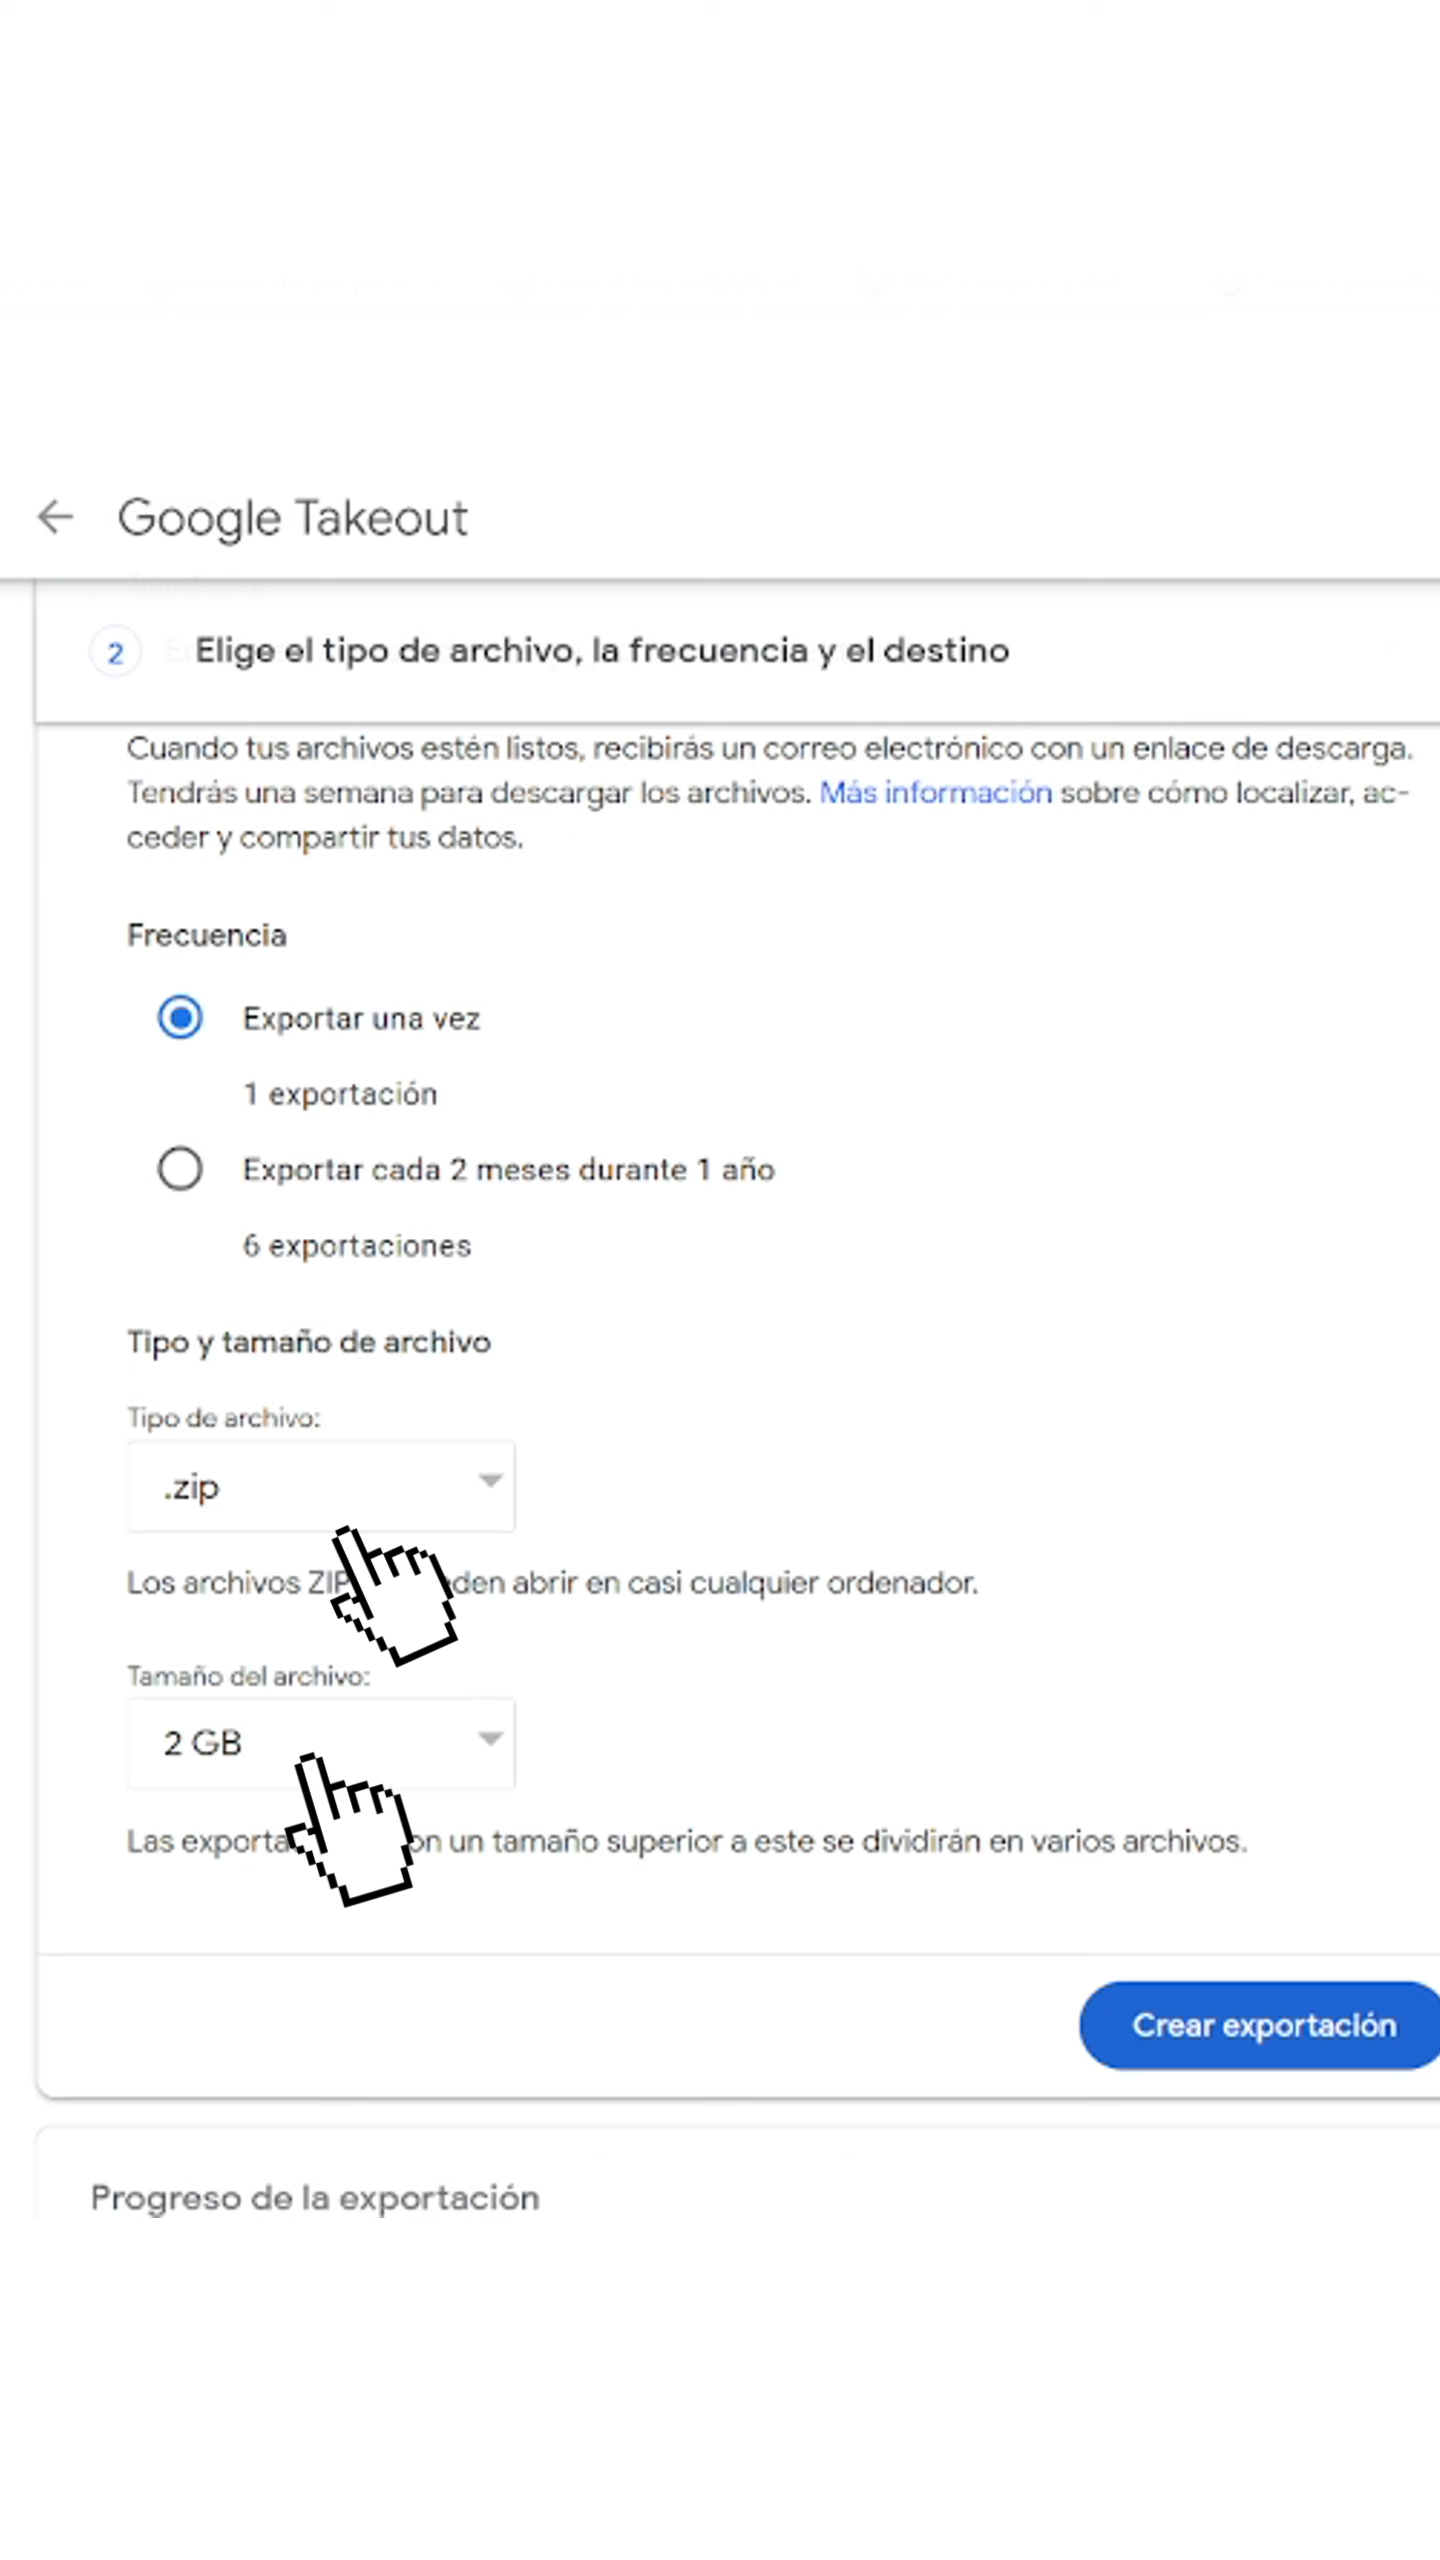 Google Takeout
2 Elige el tipo de archivo, la frecuencia y el destino
Cuando tus archivos estén listos, recibirás un correo electrónico con un enlace de descarga.
Tendrás una semana para descargar los archivos. Más información sobre cómo localizar, ac-
ceder y compartir tus datos.
Frecuencia
Exportar una vez
1 exportación
Exportar cada 2 meses durante 1 año
6 exportaciones
Tipo y tamaño de archivo
Tipo de archivo:
.zip
Los archivos ZIP abrir en casi cualquier ordenador.
Tamaño del archivo:
2 GB
Las un tamaño superior a este se dividirán en varios archivos.
Crear exportación
Progreso de la exportación